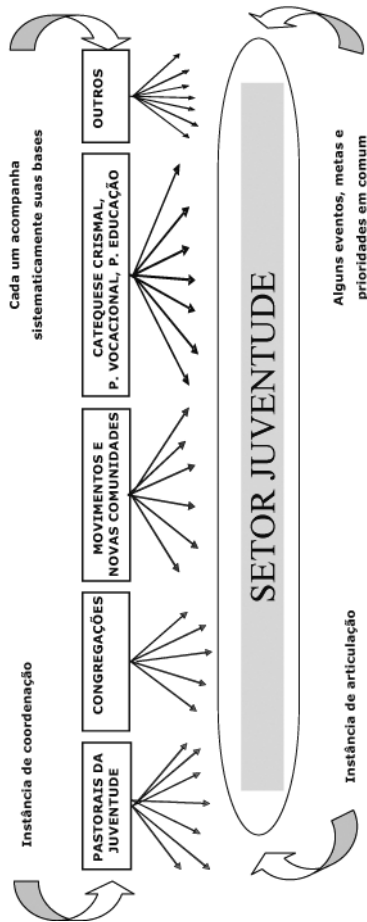 Instância de coordenação
Cada um acompanha
sistematicamente suas bases
PASTORAIS DA
JUVENTUDE
CONGREGAÇÕES
MOVIMENTOS E
NOVAS COMUNIDADES
CATEQUESE CRISMAL,
P. VOCACIONAL, P. EDUCAÇÃO
OUTROS
SETOR JUVENTUDE
Instância de articulação
Alguns eventos, metas e
prioridades em comum